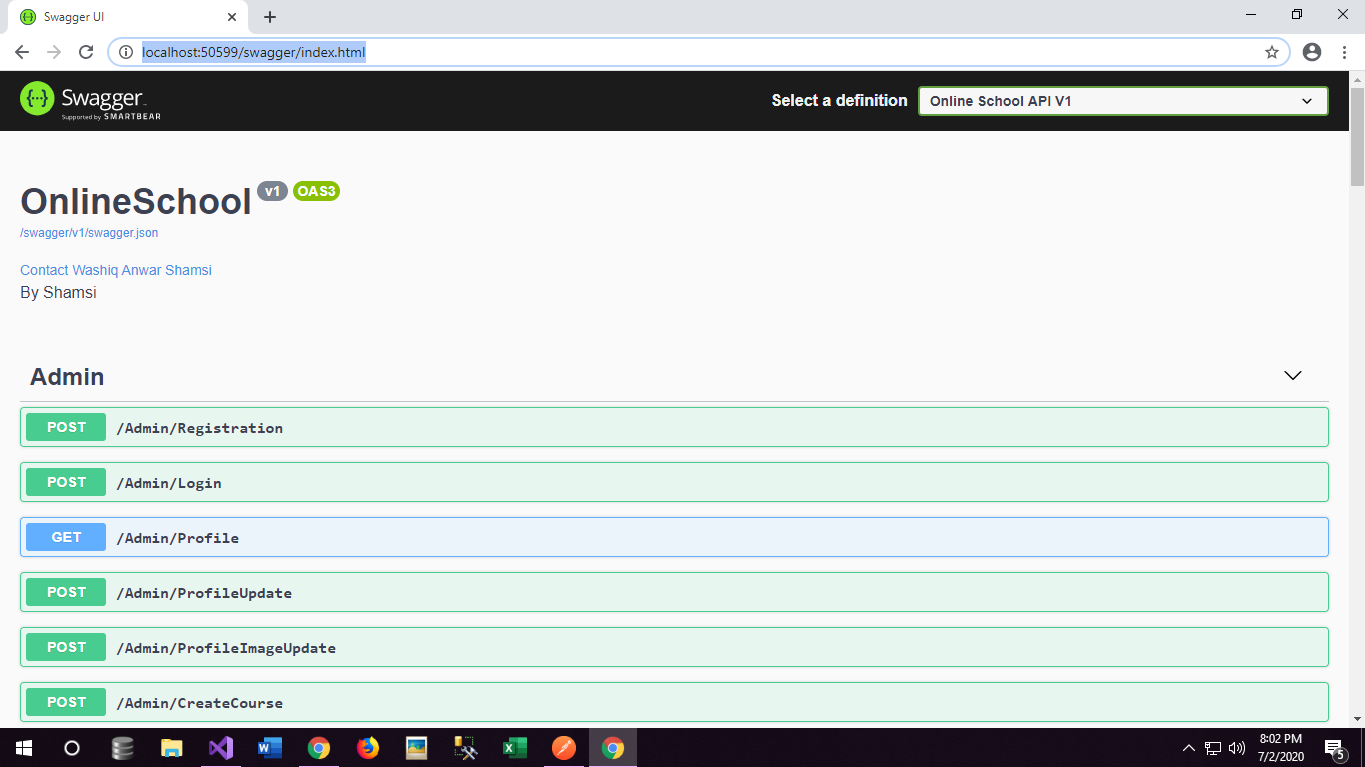 Swagger UI
localhost:50599/swagger/index.html
Swagger
Supported by SMARTBEAR
Select a definition
Online School API V1
OnlineSchool v1 OAS3
/swagger/v1/swagger.json
Contact Washiq Anwar Shamsi
By Shamsi
Admin
POST /Admin/Registration
POST /Admin/Login
GET /Admin/Profile
POST /Admin/ProfileUpdate
POST /Admin/ProfileImageUpdate
POST /Admin/CreateCourse
8:02 PM
7/2/2020
5